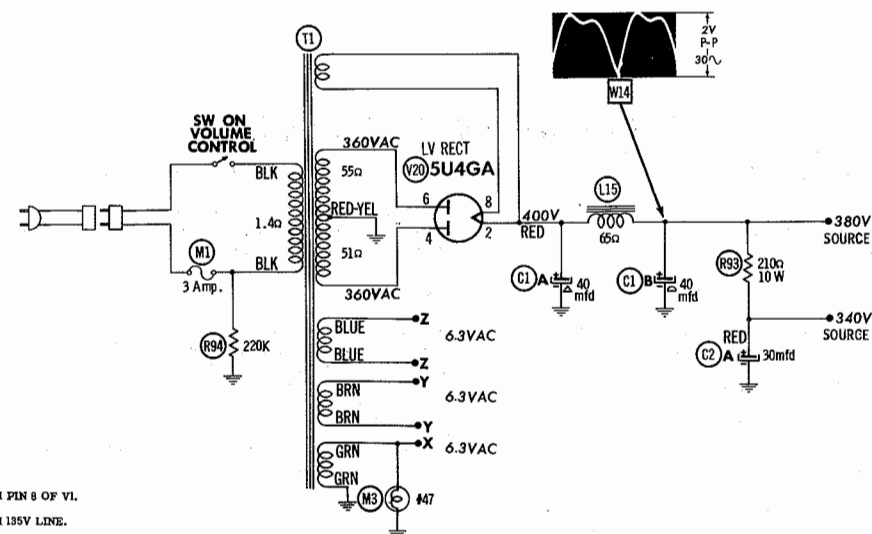 T1
2V
P-P
30~
W14
SW ON
VOLUME
CONTROL
360VAC
LV RECT
V20 5U4GA
BLK
55Ω
6
8
L15
RED-YEL
400V
380V
SOURCE
1.4Ω
4
2
RED
65Ω
M1
BLK
51Ω
R93
210Ω
10 W
3 Amp.
C1 A
40
mfd
C1 B
40
mfd
360VAC
340V
SOURCE
R94
220K
BLUE
Z
6.3VAC
RED
BLUE
Z
C2 A
30mfd
BRN
Y
6.3VAC
BRN
Y
GRN
X
6.3VAC
GRN
M3
#47
PIN 8 OF V1.
135V LINE.